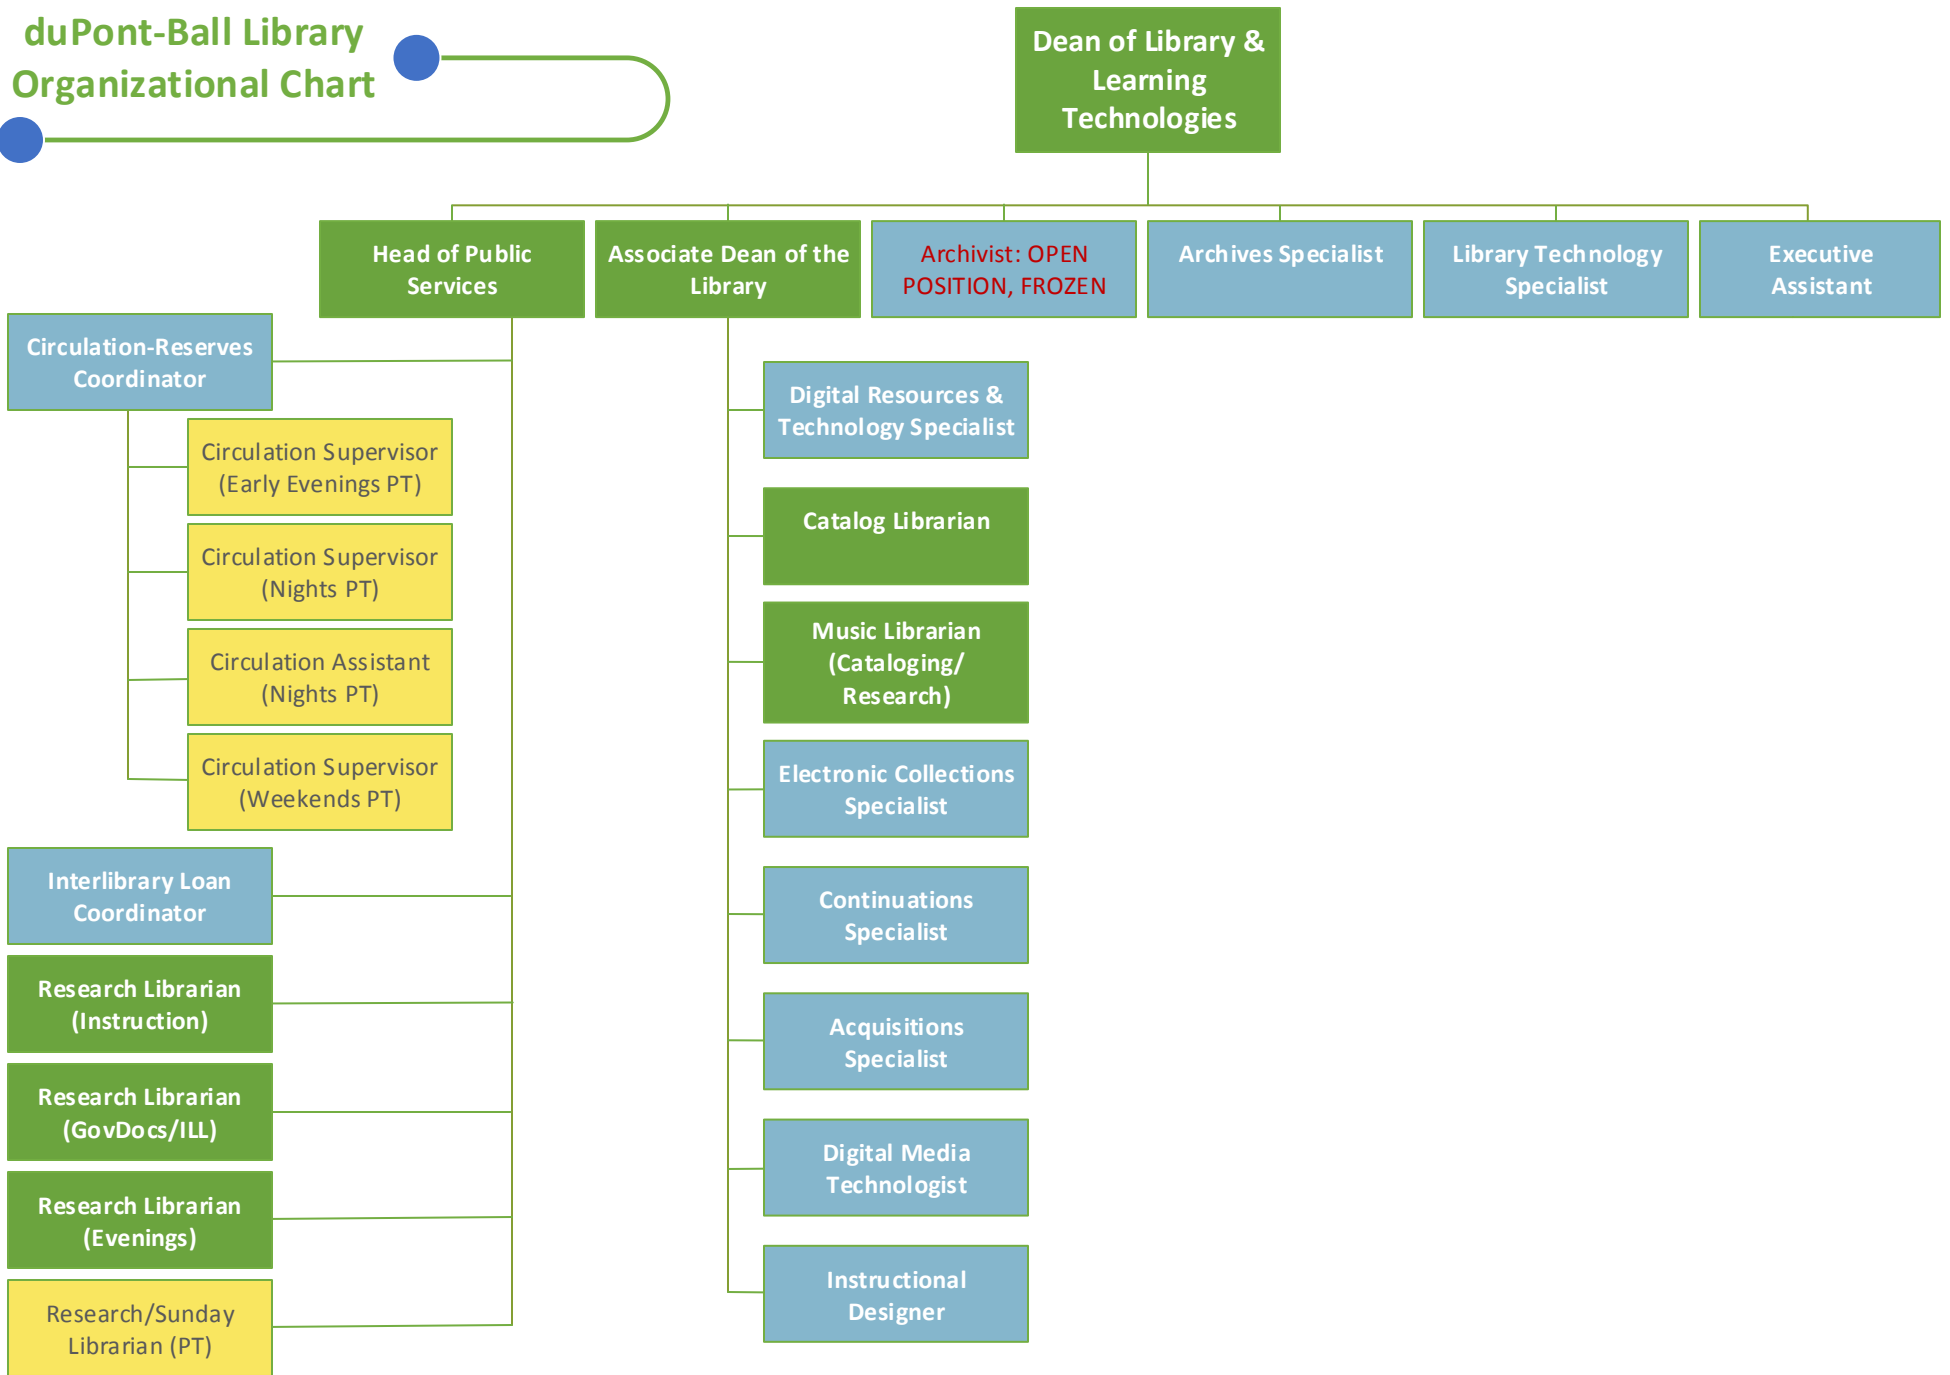 duPont-Ball Library
Organizational Chart
Dean of Library &
Learning
Technologies
Head of Public
Services
Associate Dean of the
Library
Archivist: OPEN
POSITION, FROZEN
Archives Specialist
Library Technology
Specialist
Executive
Assistant
Circulation-Reserves
Coordinator
Circulation Supervisor
(Early Evenings PT)
Circulation Supervisor
(Nights PT)
Circulation Assistant
(Nights PT)
Circulation Supervisor
(Weekends PT)
Interlibrary Loan
Coordinator
Research Librarian
(Instruction)
Research Librarian
(GovDocs/ILL)
Research Librarian
(Evenings)
Research/Sunday
Librarian (PT)
Digital Resources &
Technology Specialist
Catalog Librarian
Music Librarian
(Cataloging/
Research)
Electronic Collections
Specialist
Continuations
Specialist
Acquisitions
Specialist
Digital Media
Technologist
Instructional
Designer